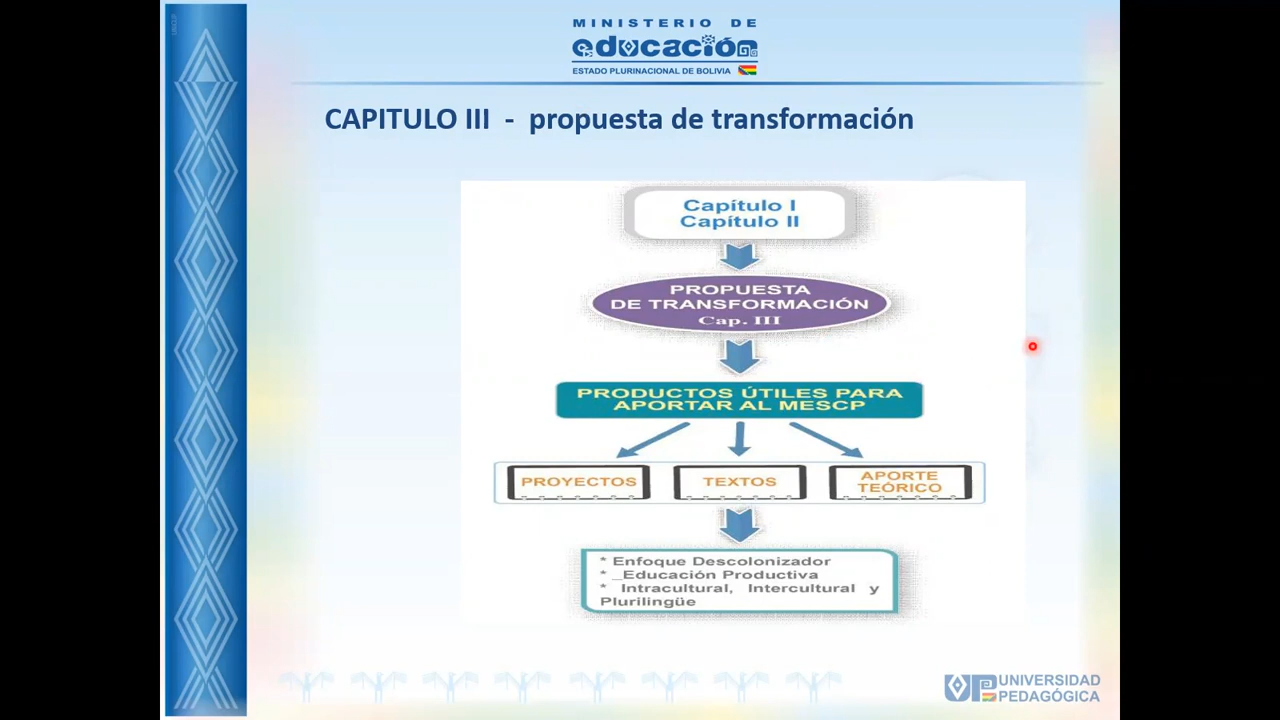 MINISTERIO DE
educación
ESTADO PLURINACIONAL DE BOLIVIA
CAPITULO III - propuesta de transformación
Capítulo I
Capítulo II
PROPUESTA
DE TRANSFORMACIÓN
Cap. III
PRODUCTOS ÚTILES PARA
APORTAR AL MESCP
PROYECTOS
TEXTOS
APORTE
TEÓRICO
* Enfoque Descolonizador
* _Educación Productiva
* Intracultural, Intercultural y
Plurilingüe
UNIVERSIDAD
PEDAGÓGICA